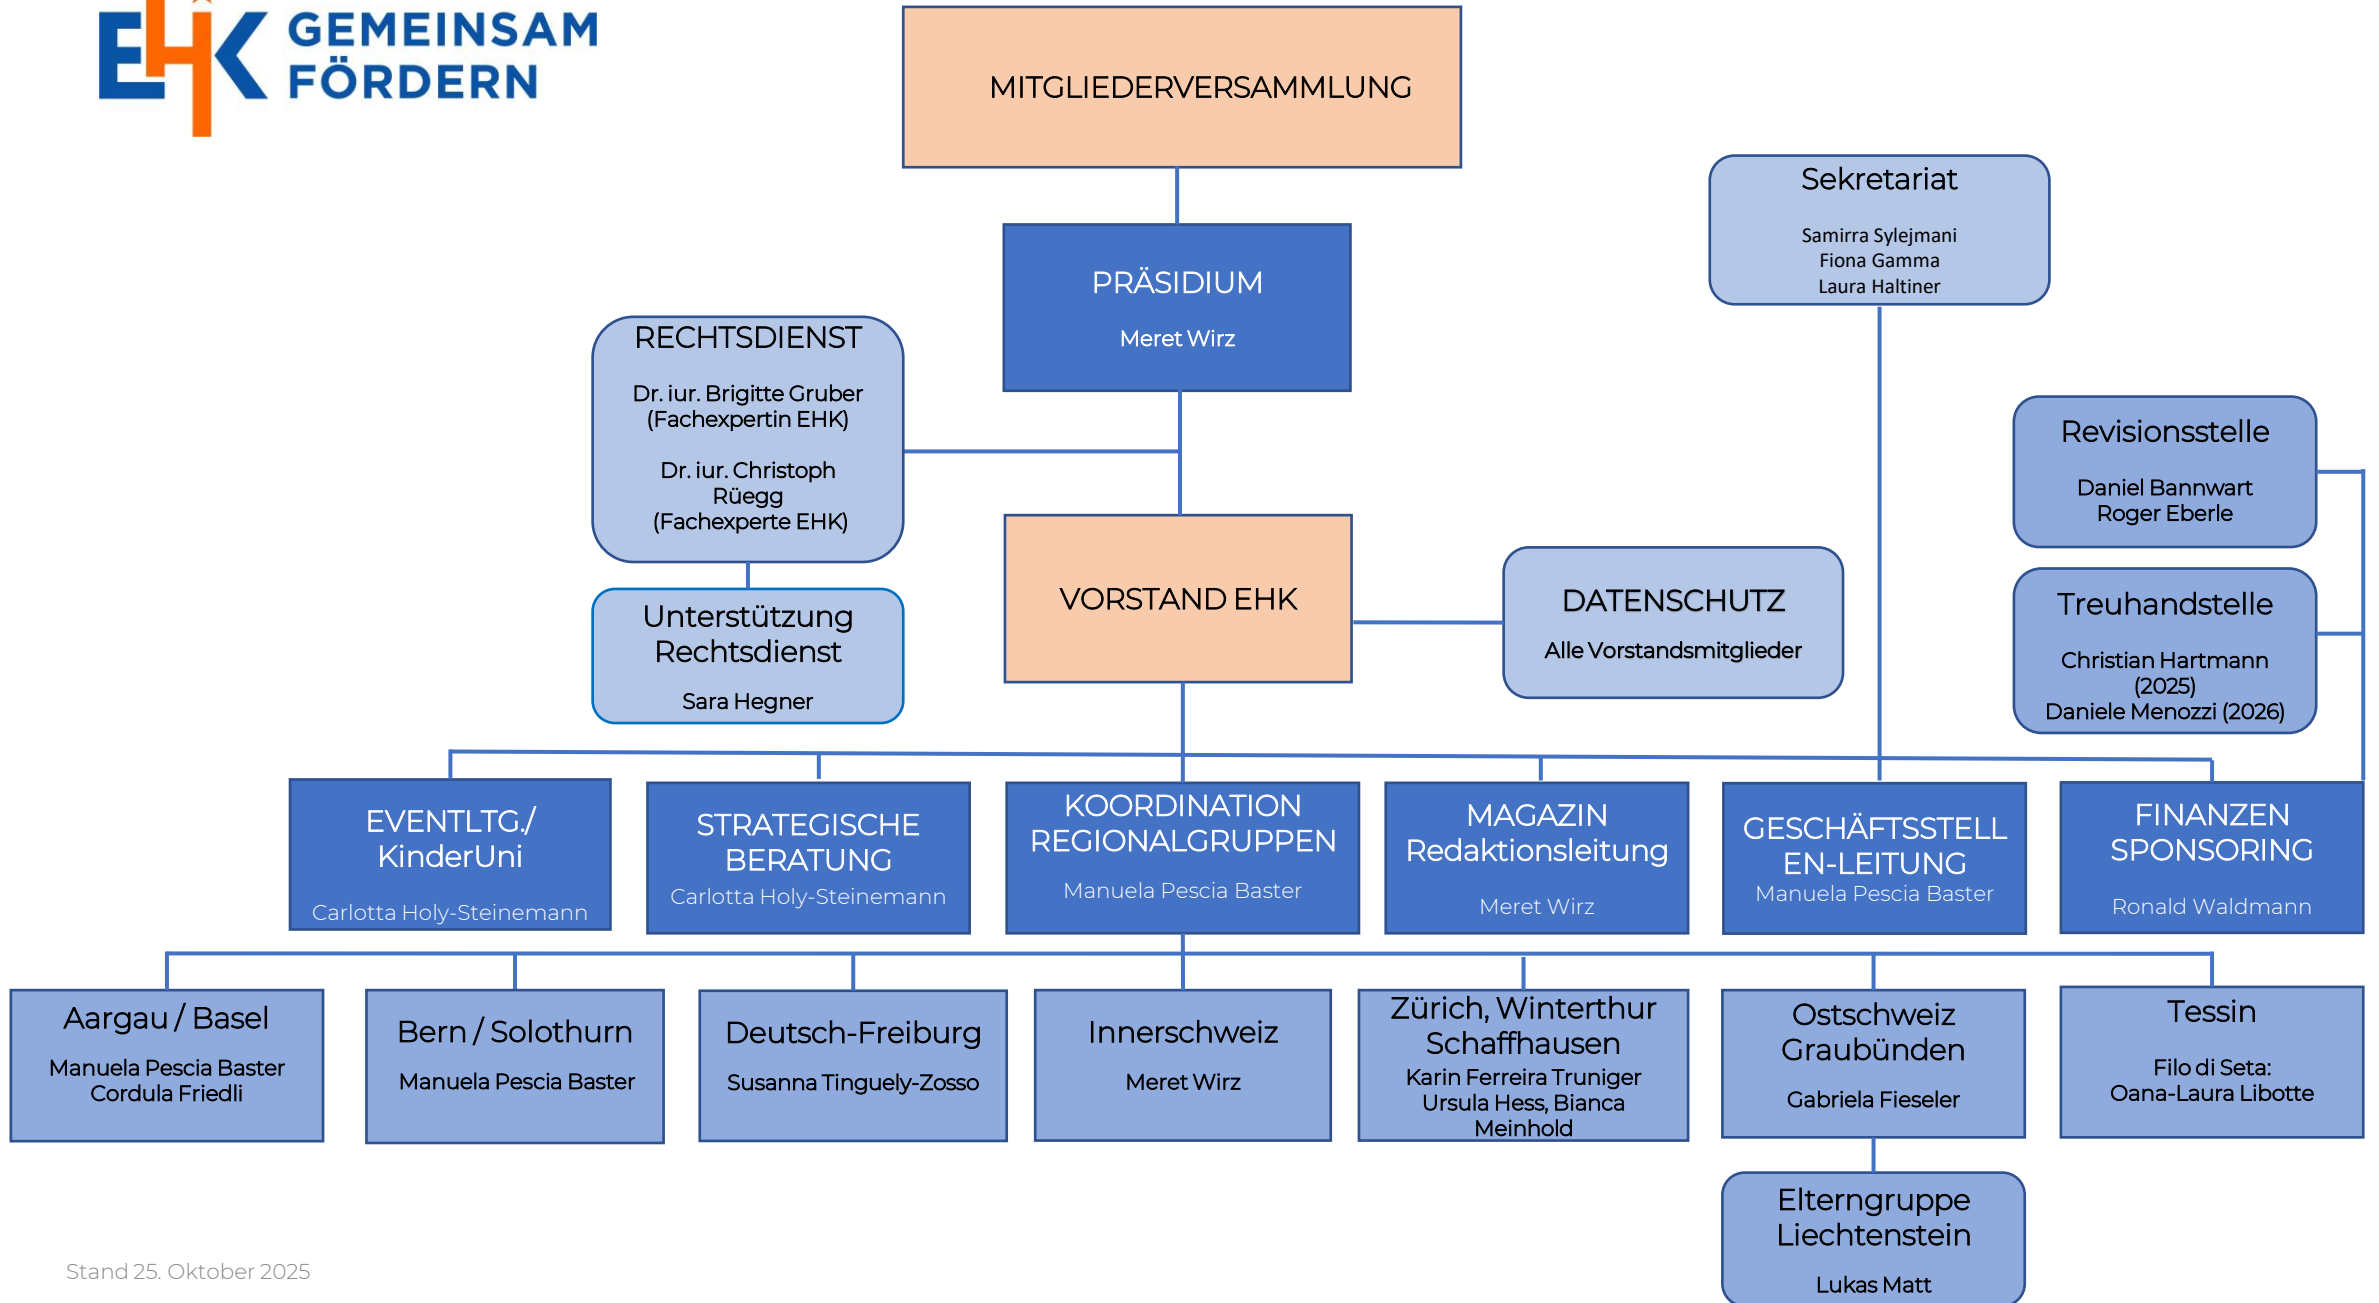 EHK GEMEINSAM
FÖRDERN
MITGLIEDERVERSAMMLUNG
Sekretariat
Samirra Sylejmani
Fiona Gamma
Laura Haltiner
PRÄSIDIUM
Meret Wirz
RECHTSDIENST
Dr. iur. Brigitte Gruber
(Fachexpertin EHK)
Dr. iur. Christoph
Rüegg
(Fachexperte EHK)
Revisionsstelle
Daniel Bannwart
Roger Eberle
VORSTAND EHK
DATENSCHUTZ
Alle Vorstandsmitglieder
Treuhandstelle
Christian Hartmann
(2025)
Daniele Menozzi (2026)
Unterstützung
Rechtsdienst
Sara Hegner
EVENTLTG./
KinderUni
Carlotta Holy-Steinemann
STRATEGISCHE
BERATUNG
Carlotta Holy-Steinemann
KOORDINATION
REGIONALGRUPPEN
Manuela Pescia Baster
MAGAZIN
Redaktionsleitung
Meret Wirz
GESCHÄFTSSTELL
EN-LEITUNG
Manuela Pescia Baster
FINANZEN
SPONSORING
Ronald Waldmann
Aargau / Basel
Manuela Pescia Baster
Cordula Friedli
Bern / Solothurn
Manuela Pescia Baster
Deutsch-Freiburg
Susanna Tinguely-Zosso
Innerschweiz
Meret Wirz
Zürich, Winterthur
Schaffhausen
Karin Ferreira Truniger
Ursula Hess, Bianca
Meinhold
Ostschweiz
Graubünden
Gabriela Fieseler
Tessin
Filo di Seta:
Oana-Laura Libotte
Elterngruppe
Liechtenstein
Lukas Matt
Stand 25. Oktober 2025